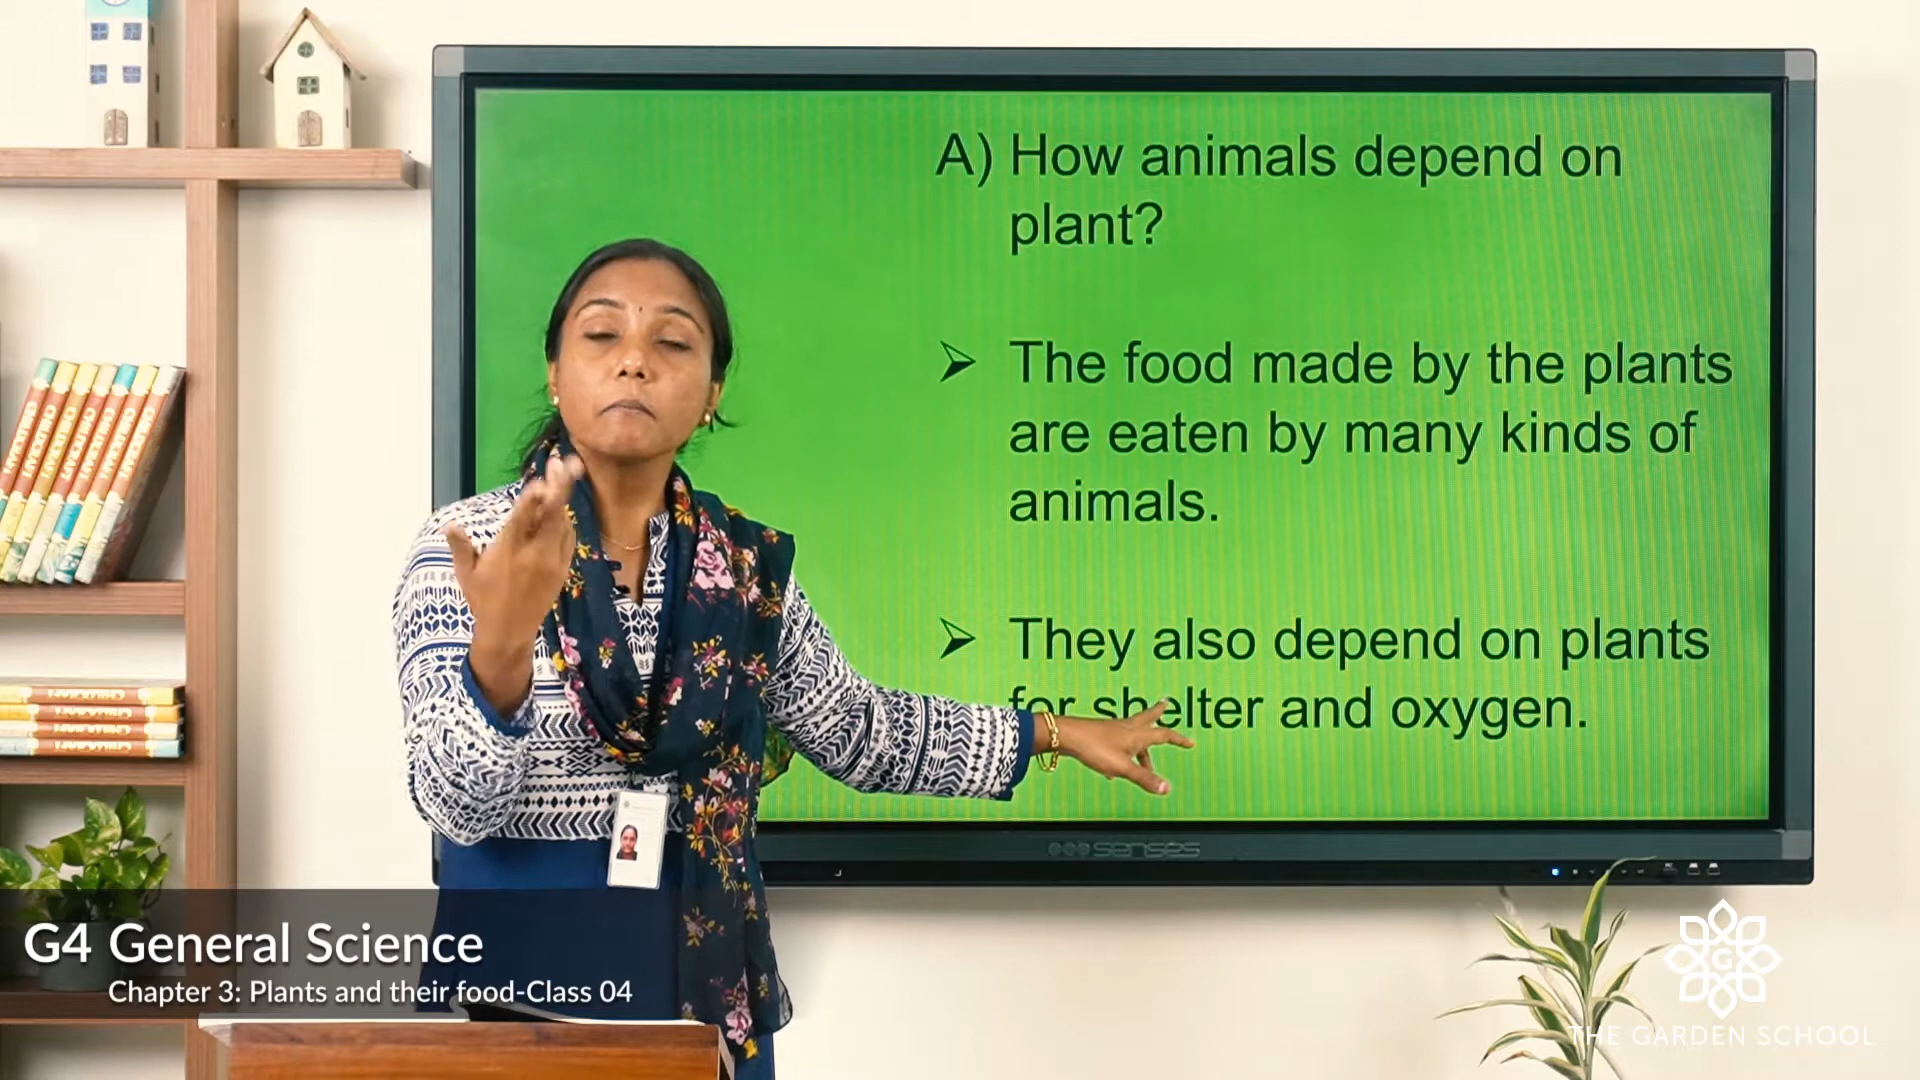 A) How animals depend on
plant?
➢ The food made by the plants
are eaten by many kinds of
animals.
➢ They also depend on plants
for shelter and oxygen.
senses
G4 General Science
Chapter 3: Plants and their food-Class 04
G
THE GARDEN SCHOOL